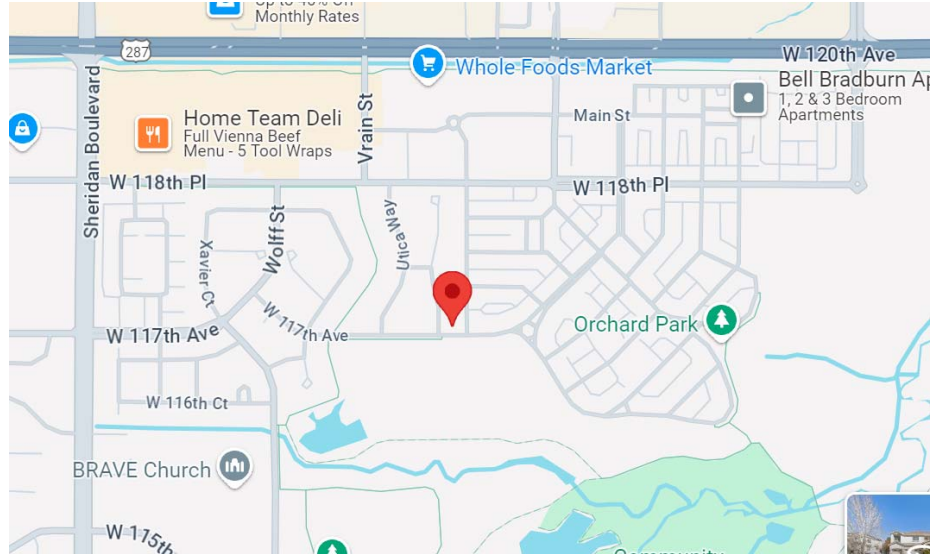 Monthly Rates
287
W 120th Ave
Whole Foods Market
Bell Bradburn
1, 2 & 3 Bedroom
Apartments
Main St
Home Team Deli
Full Vienna Beef
Menu - 5 Tool Wraps
Vrain St
Sheridan Boulevard
W 118th Pl
W 118th Pl
Wolff St
Utica Way
Xavier Ct
W 117th Ave
W 117th Ave
Orchard Park
W 116th Ct
BRAVE Church
W 115th